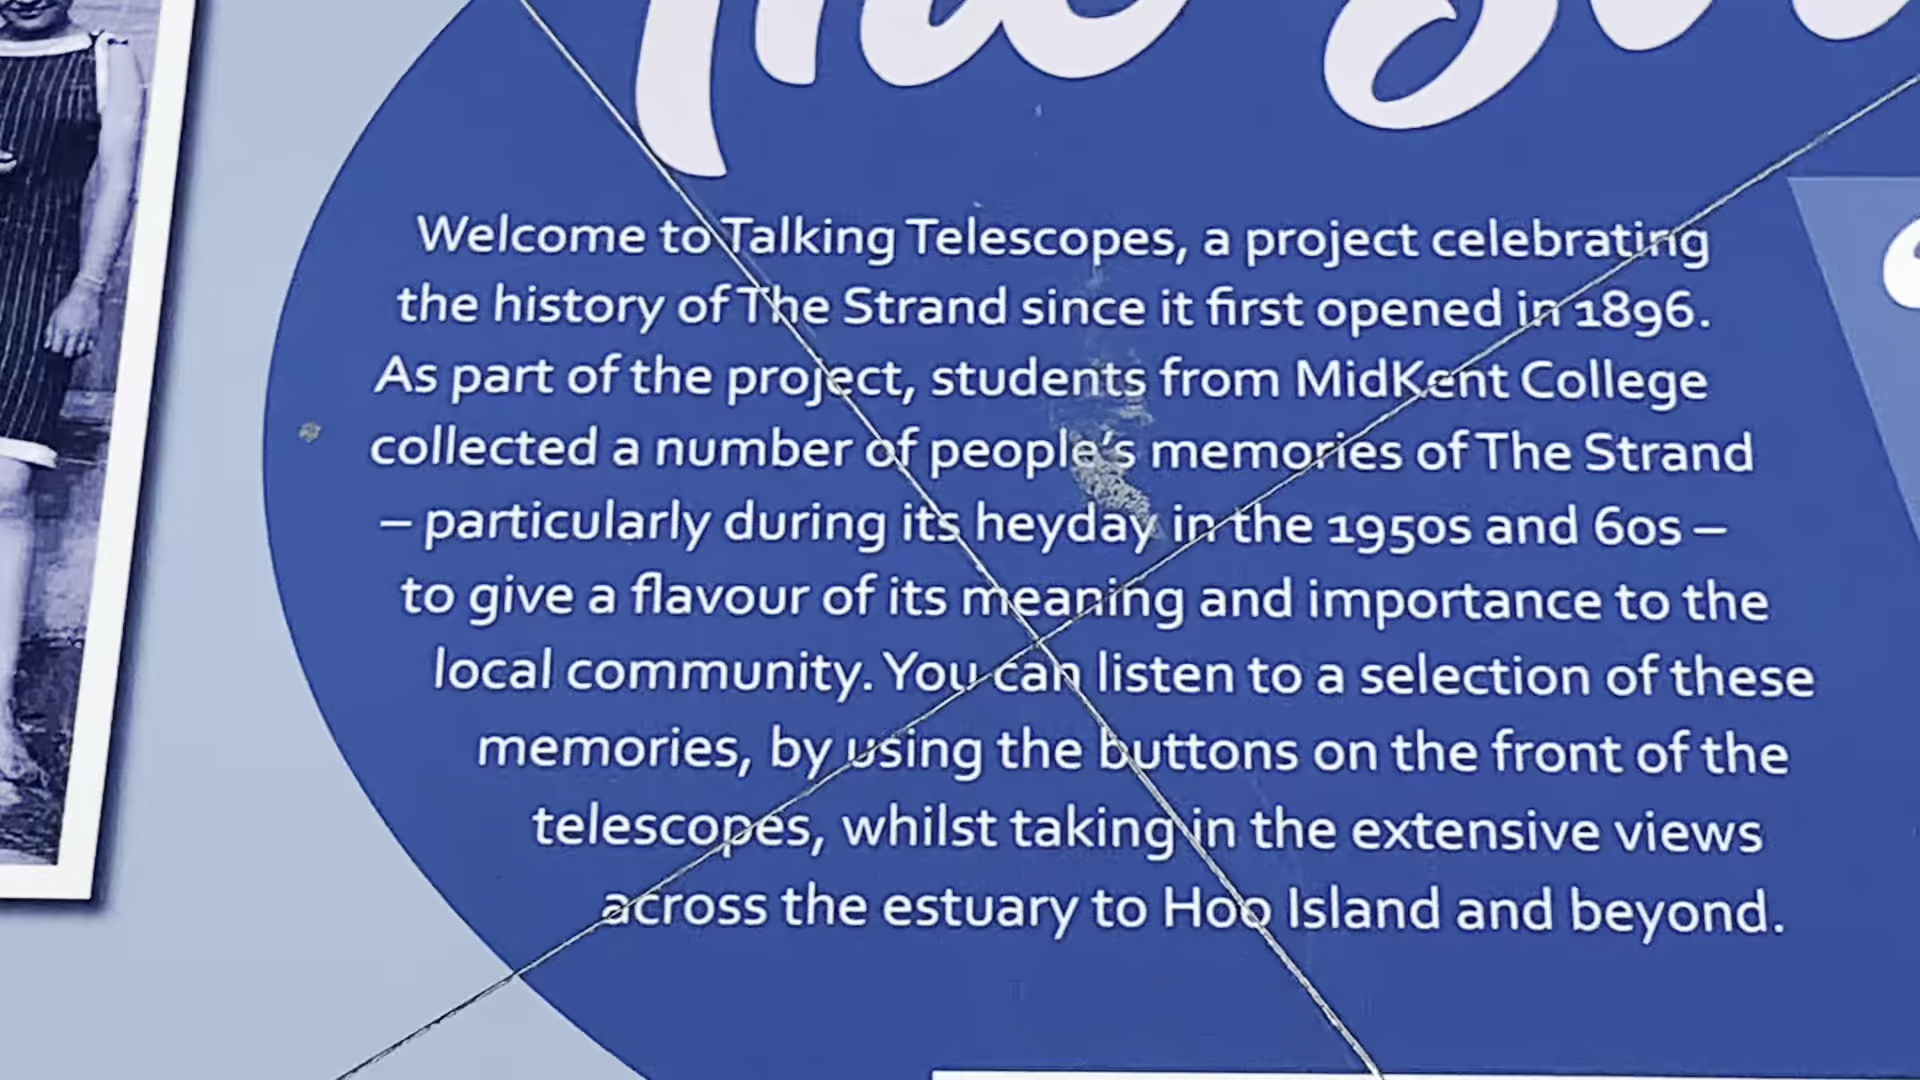 The Str
Welcome to Talking Telescopes, a project celebrating
the history of The Strand since it first opened in 1896.
As part of the project, students from MidKent College
collected a number of people's memories of The Strand
– particularly during its heyday in the 1950s and 60s –
to give a flavour of its meaning and importance to the
local community. You can listen to a selection of these
memories, by using the buttons on the front of the
telescopes, whilst taking in the extensive views
across the estuary to Hoo Island and beyond.